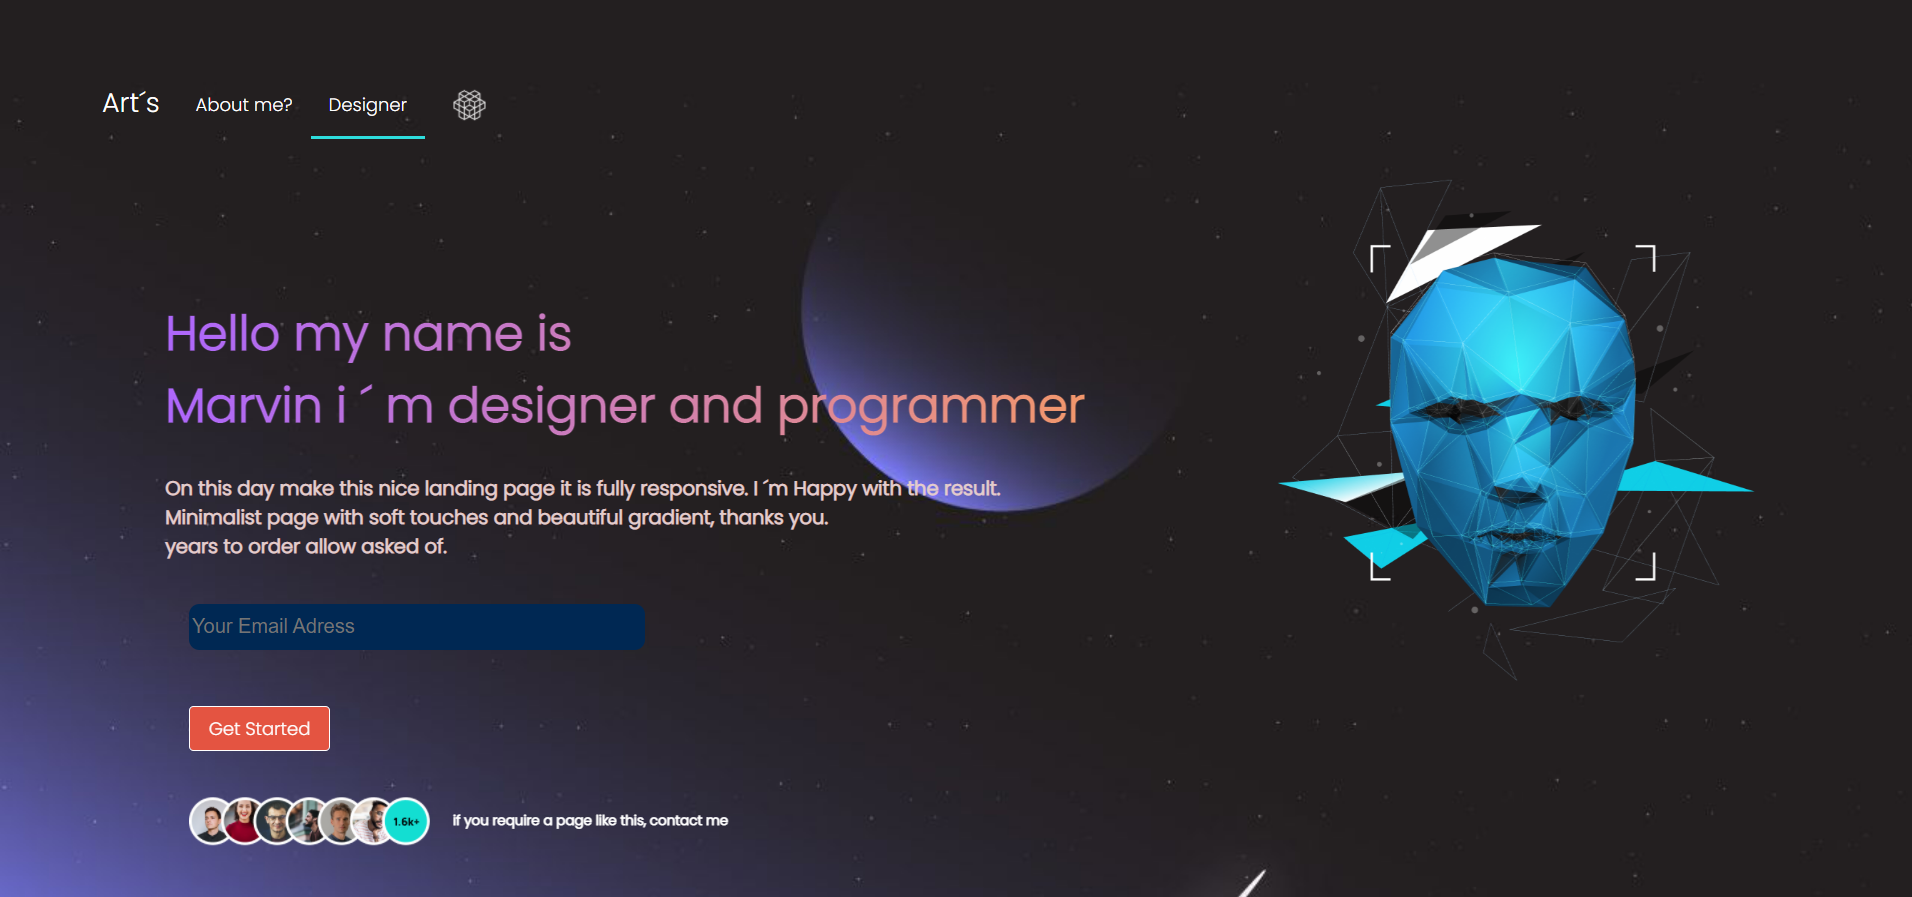 Art´s
About me?
Designer
Hello my name is
Marvin i ´ m designer and programmer
On this day make this nice landing page it is fully responsive. I ´m Happy with the result.
Minimalist page with soft touches and beautiful gradient, thanks you.
years to order allow asked of.
Your Email Adress
Get Started
1.6k+
if you require a page like this, contact me